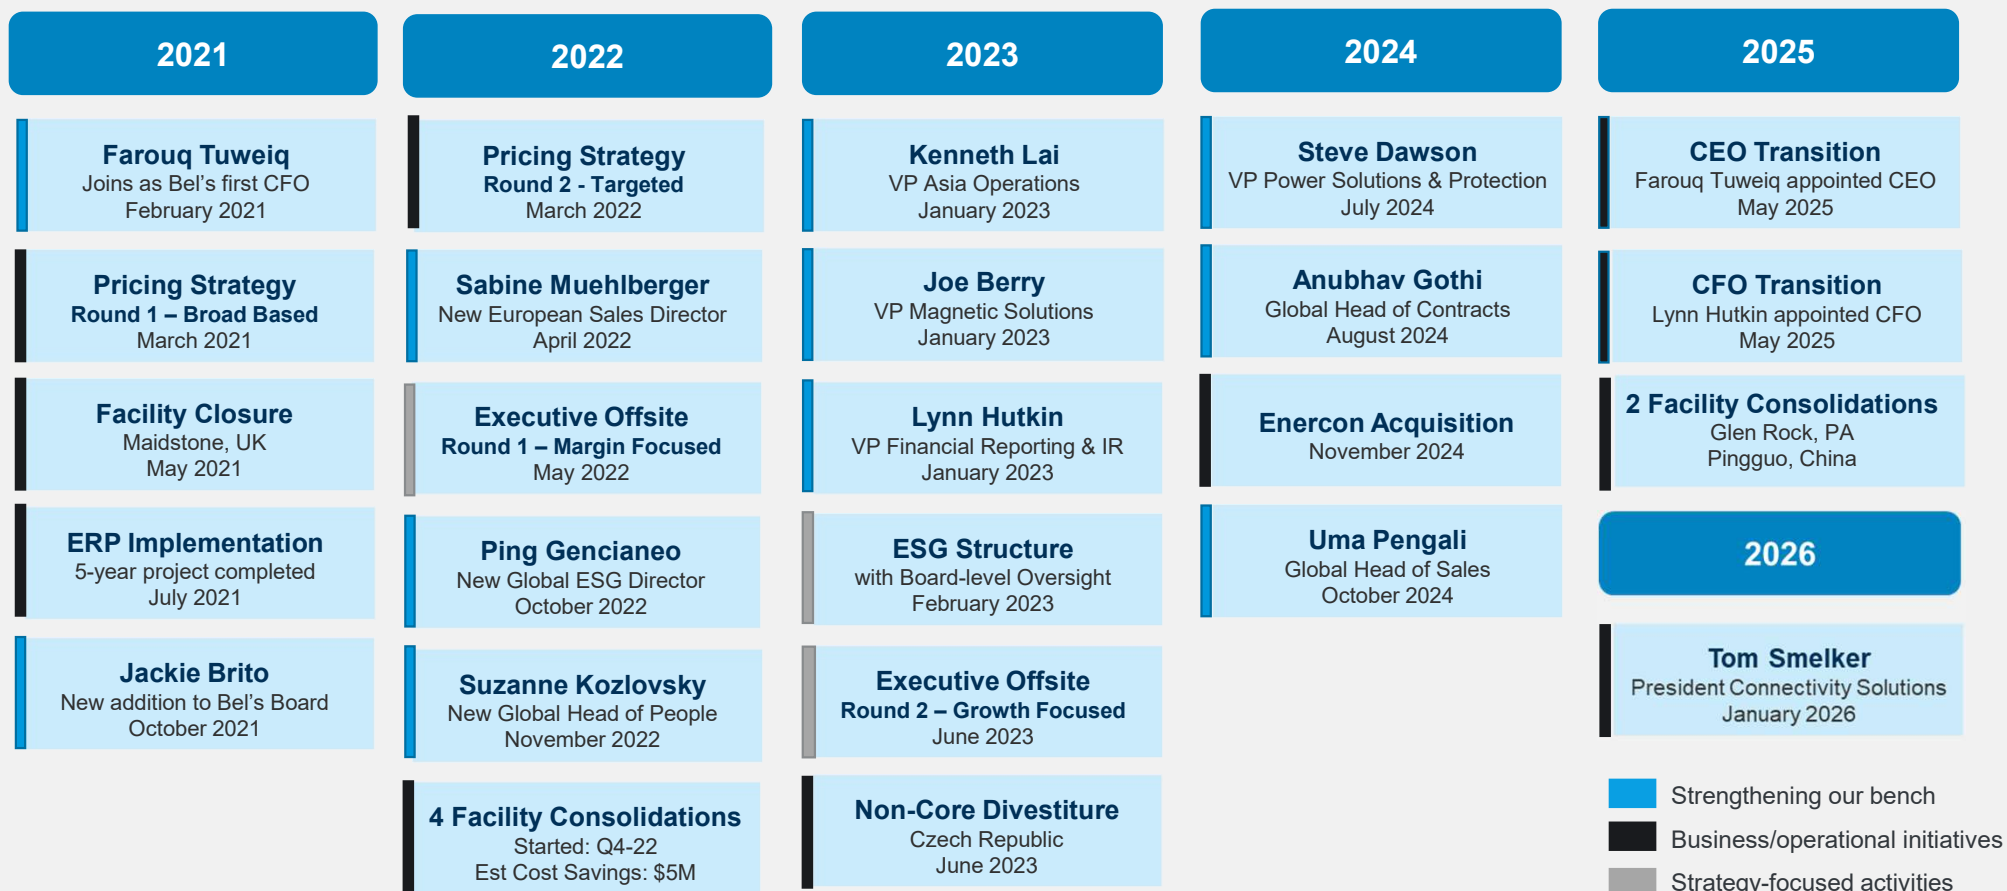 2021
Farouq Tuweiq
Joins as Bel's first CFO
February 2021
Pricing Strategy
Round 1 – Broad Based
March 2021
Facility Closure
Maidstone, UK
May 2021
ERP Implementation
5-year project completed
July 2021
Jackie Brito
New addition to Bel's Board
October 2021
2022
Pricing Strategy
Round 2 - Targeted
March 2022
Sabine Muehlberger
New European Sales Director
April 2022
Executive Offsite
Round 1 – Margin Focused
May 2022
Ping Gencianeo
New Global ESG Director
October 2022
Suzanne Kozlovsky
New Global Head of People
November 2022
4 Facility Consolidations
Started: Q4-22
Est Cost Savings: $5M
2023
Kenneth Lai
VP Asia Operations
January 2023
Joe Berry
VP Magnetic Solutions
January 2023
Lynn Hutkin
VP Financial Reporting & IR
January 2023
ESG Structure
with Board-level Oversight
February 2023
Executive Offsite
Round 2 – Growth Focused
June 2023
Non-Core Divestiture
Czech Republic
June 2023
2024
Steve Dawson
VP Power Solutions & Protection
July 2024
Anubhav Gothi
Global Head of Contracts
August 2024
Enercon Acquisition
November 2024
Uma Pengali
Global Head of Sales
October 2024
2025
CEO Transition
Farouq Tuweiq appointed CEO
May 2025
CFO Transition
Lynn Hutkin appointed CFO
May 2025
2 Facility Consolidations
Glen Rock, PA
Pingguo, China
2026
Tom Smelker
President Connectivity Solutions
January 2026
Strengthening our bench
Business/operational initiatives
Strategy-focused activities